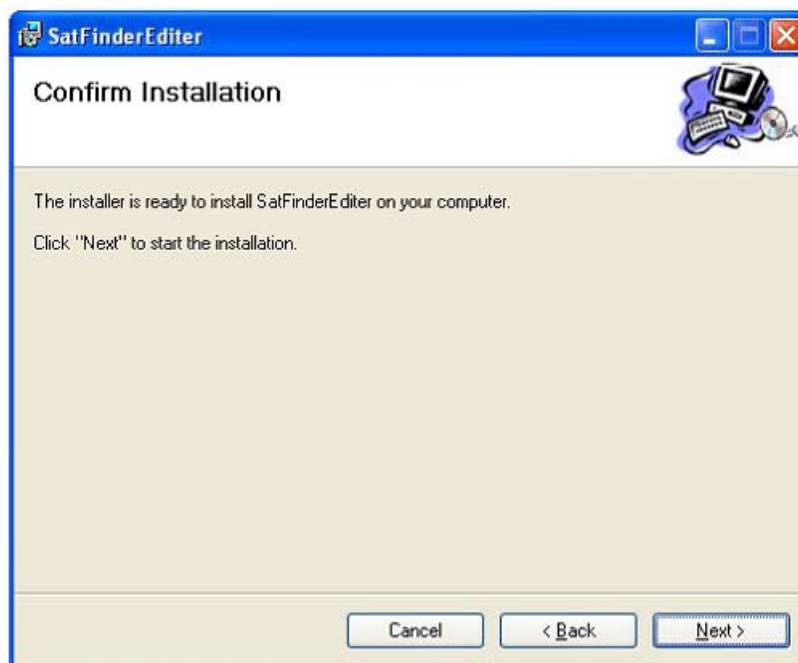 SatFinderEditer
Confirm Installation
The installer is ready to install SatFinderEditer on your computer.
Click "Next" to start the installation.
Cancel
< Back
Next >